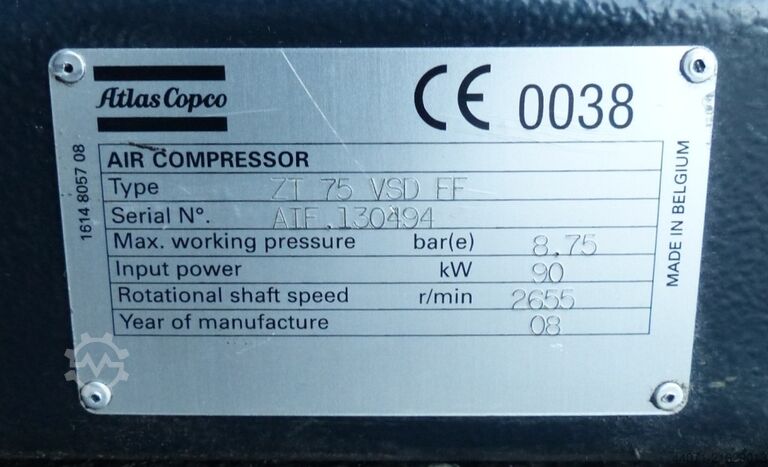 Atlas Copco
CE 0038
AIR COMPRESSOR
Type ZT 75 VSD FF
Serial N°. AIF.130494
Max. working pressure bar(e) 8.75
Input power kW 90
Rotational shaft speed r/min 2655
Year of manufacture 08
1614 8057 08
MADE IN BELGIUM